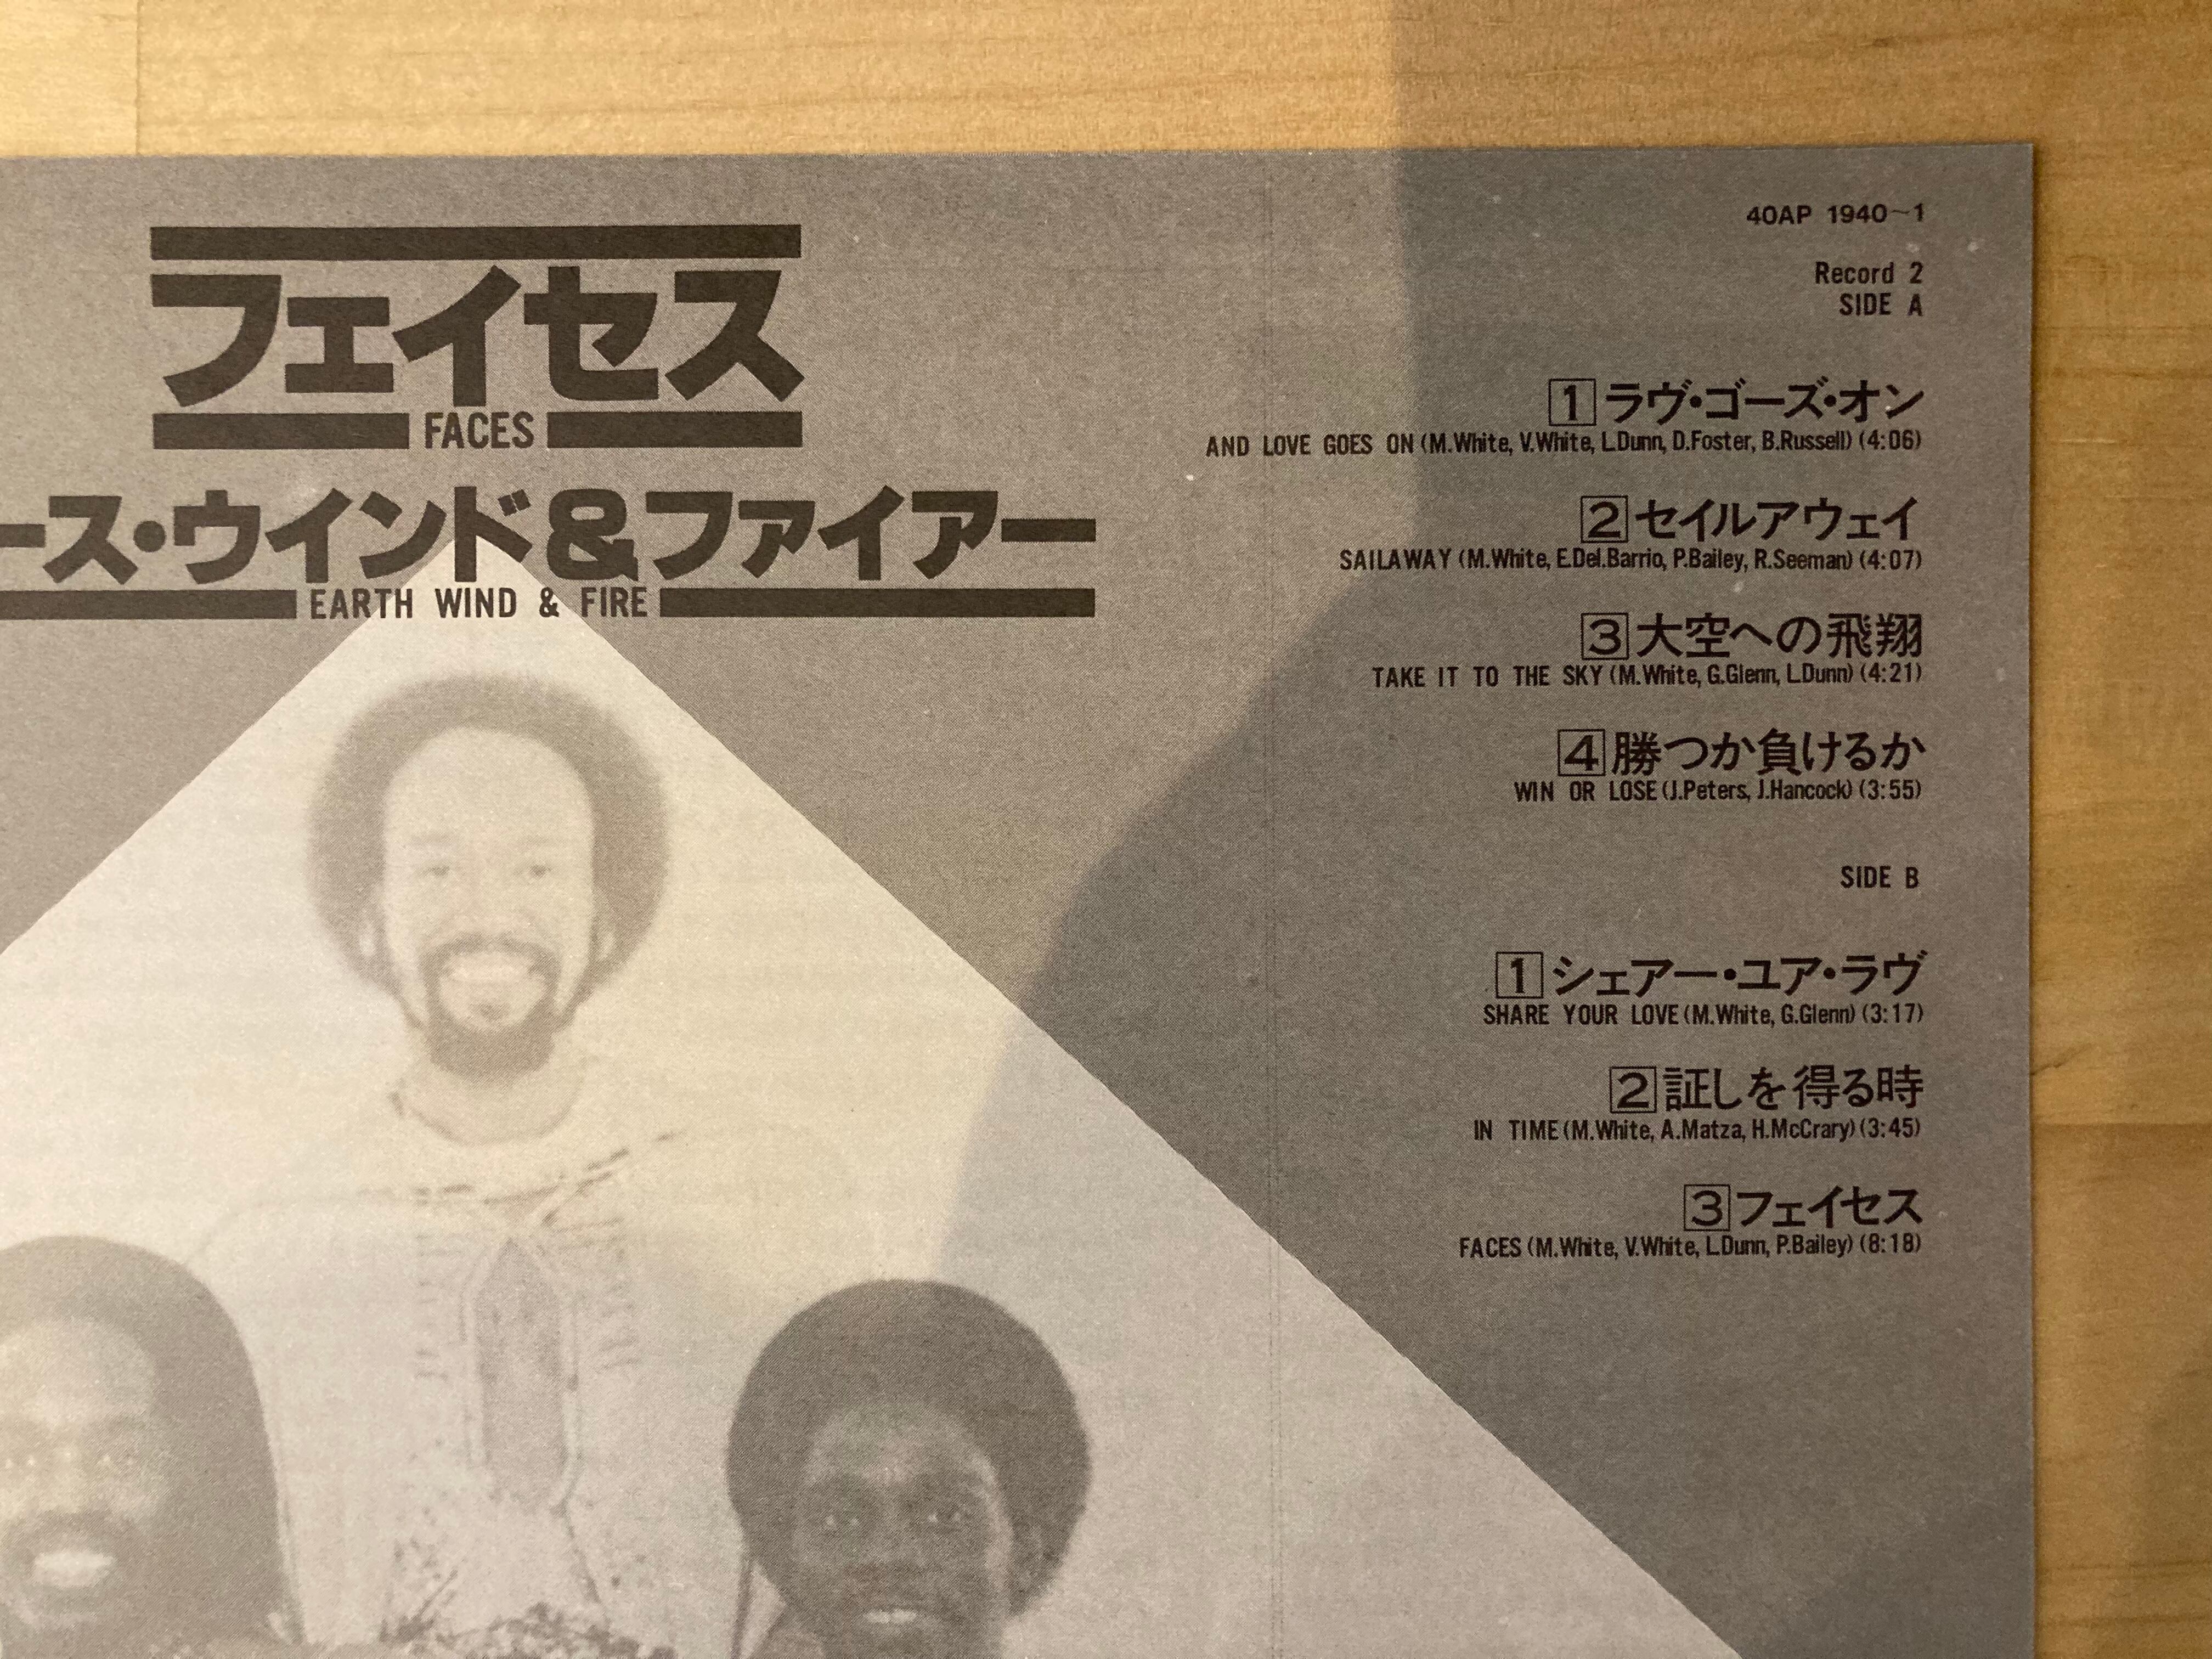 フェイセス
FACES
ース・ウインド&ファイアー
EARTH WIND & FIRE
40AP 1940~1
Record 2
SIDE A
1 ラヴ・ゴーズ・オン
AND LOVE GOES ON (M.White, V.White, L.Dunn, D.Foster, B.Russell) (4:06)
2 セイルアウェイ
SAILAWAY (M.White, E.Del.Barrio, P.Bailey, R.Seeman) (4:07)
3 大空への飛翔
TAKE IT TO THE SKY (M.White, G.Glenn, L.Dunn) (4:21)
4 勝つか負けるか
WIN OR LOSE (J.Peters, J.Hancock) (3:55)
SIDE B
1 シェアー・ユア・ラヴ
SHARE YOUR LOVE (M.White, G.Glenn) (3:17)
2 証しを得る時
IN TIME (M.White, A.Matza, H.McCrary) (3:45)
3 フェイセス
FACES (M.White, V.White, L.Dunn, P.Bailey) (8:18)